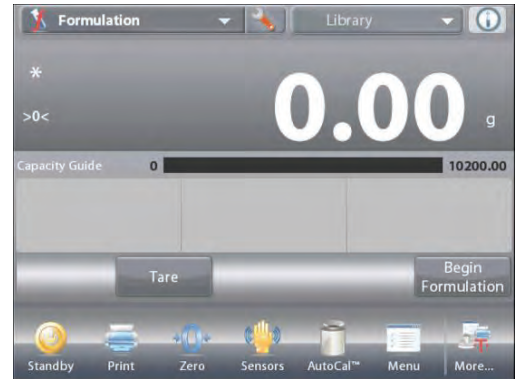 Formulation Library
*
>0<
0.00 g
Capacity Guide 0 10200.00
Tare
Begin
Formulation
Standby Print Zero Sensors AutoCal™ Menu More...